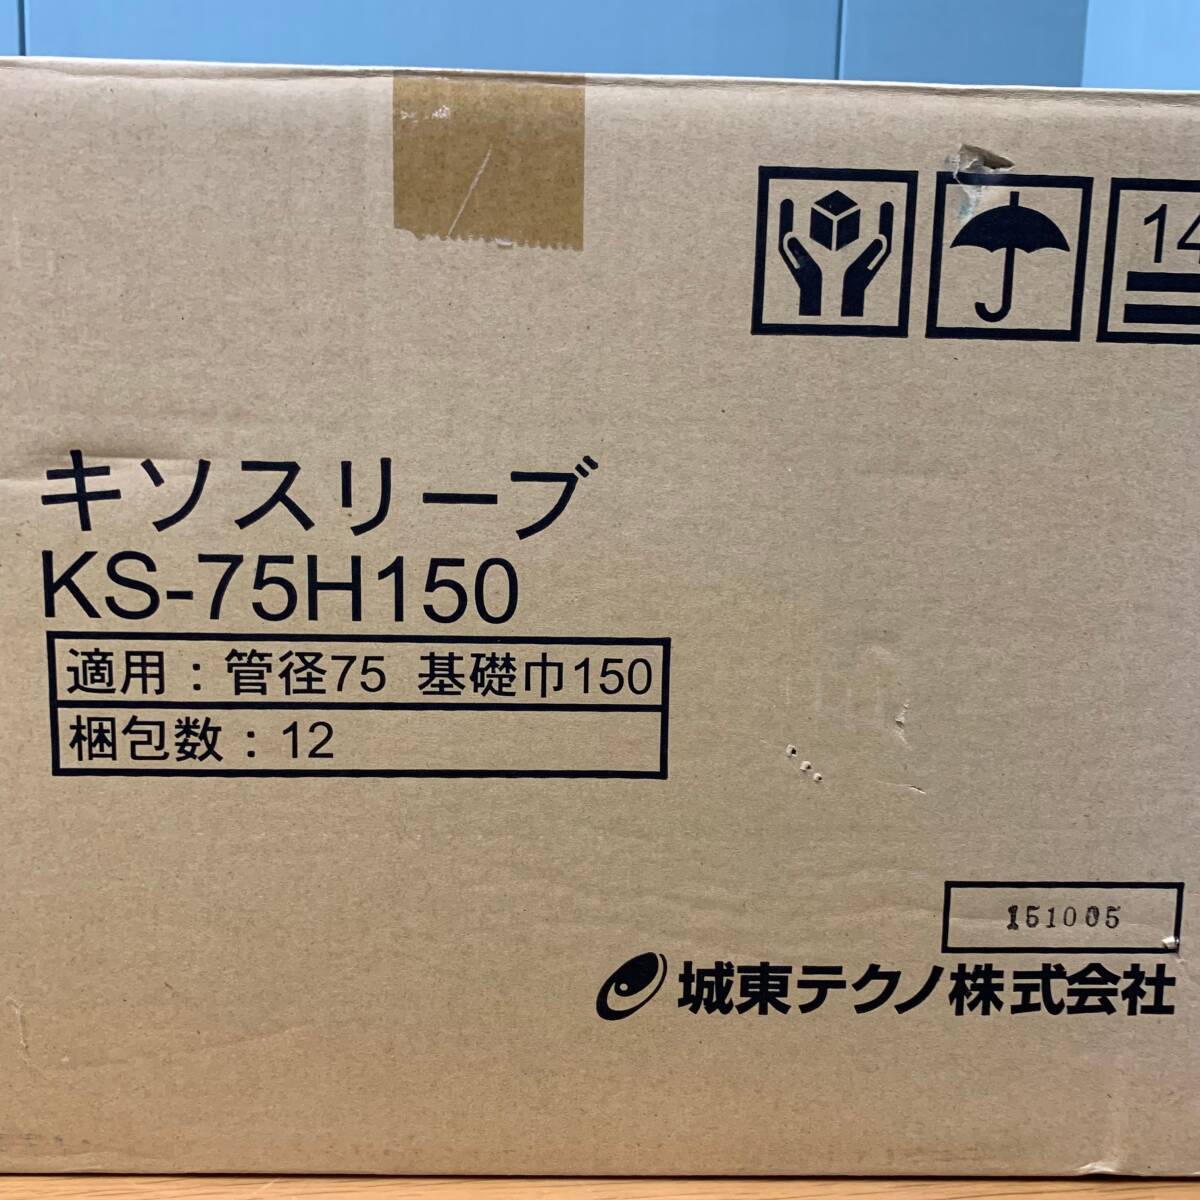 14
キソスリーブ
KS-75H150
適用：管径75 基礎巾150
梱包数：12
151005
城東テクノ株式会社